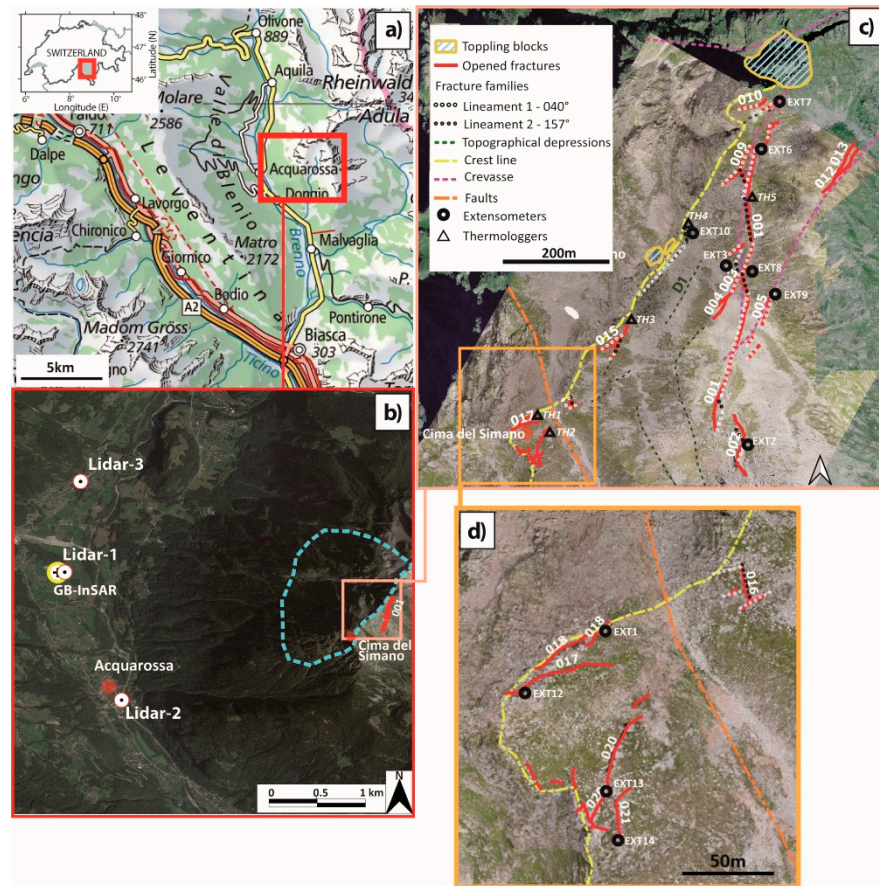 a)
48°
47°
46°
Latitude (N)
SWITZERLAND
6°
8°
10°
Longitude (E)
Olivone
889
Aquila
Rheinwald
Adula
Molare
2586
Valle di Blenio
Faido
711
Dalpe
Leventina
Acquarossa
Dongio
Lavorgo
Chironico
Giornico
Matro
2172
Brenno
Malvaglia
Bodio
A2
Pontirone
Madom Gröss
2741
Biasca
303
Ticino
5km
b)
Lidar-3
Lidar-1
GB-InSAR
Acquarossa
Lidar-2
001
Cima del
Simano
0
0.5
1 km
N
c)
Toppling blocks
Opened fractures
Fracture families
Lineament 1 - 040°
Lineament 2 - 157°
Topographical depressions
Crest line
Crevasse
Faults
Extensometers
Thermologgers
200m
010
EXT7
009
EXT6
012
013
TH5
001
TH4
EXT10
EXT3
EXT8
004
005
EXT9
D1
TH3
015
001
017
TH1
TH2
Cima del Simano
002
EXT2
d)
016
018
018
EXT1
017
EXT12
020
EXT13
020
021
EXT14
50m